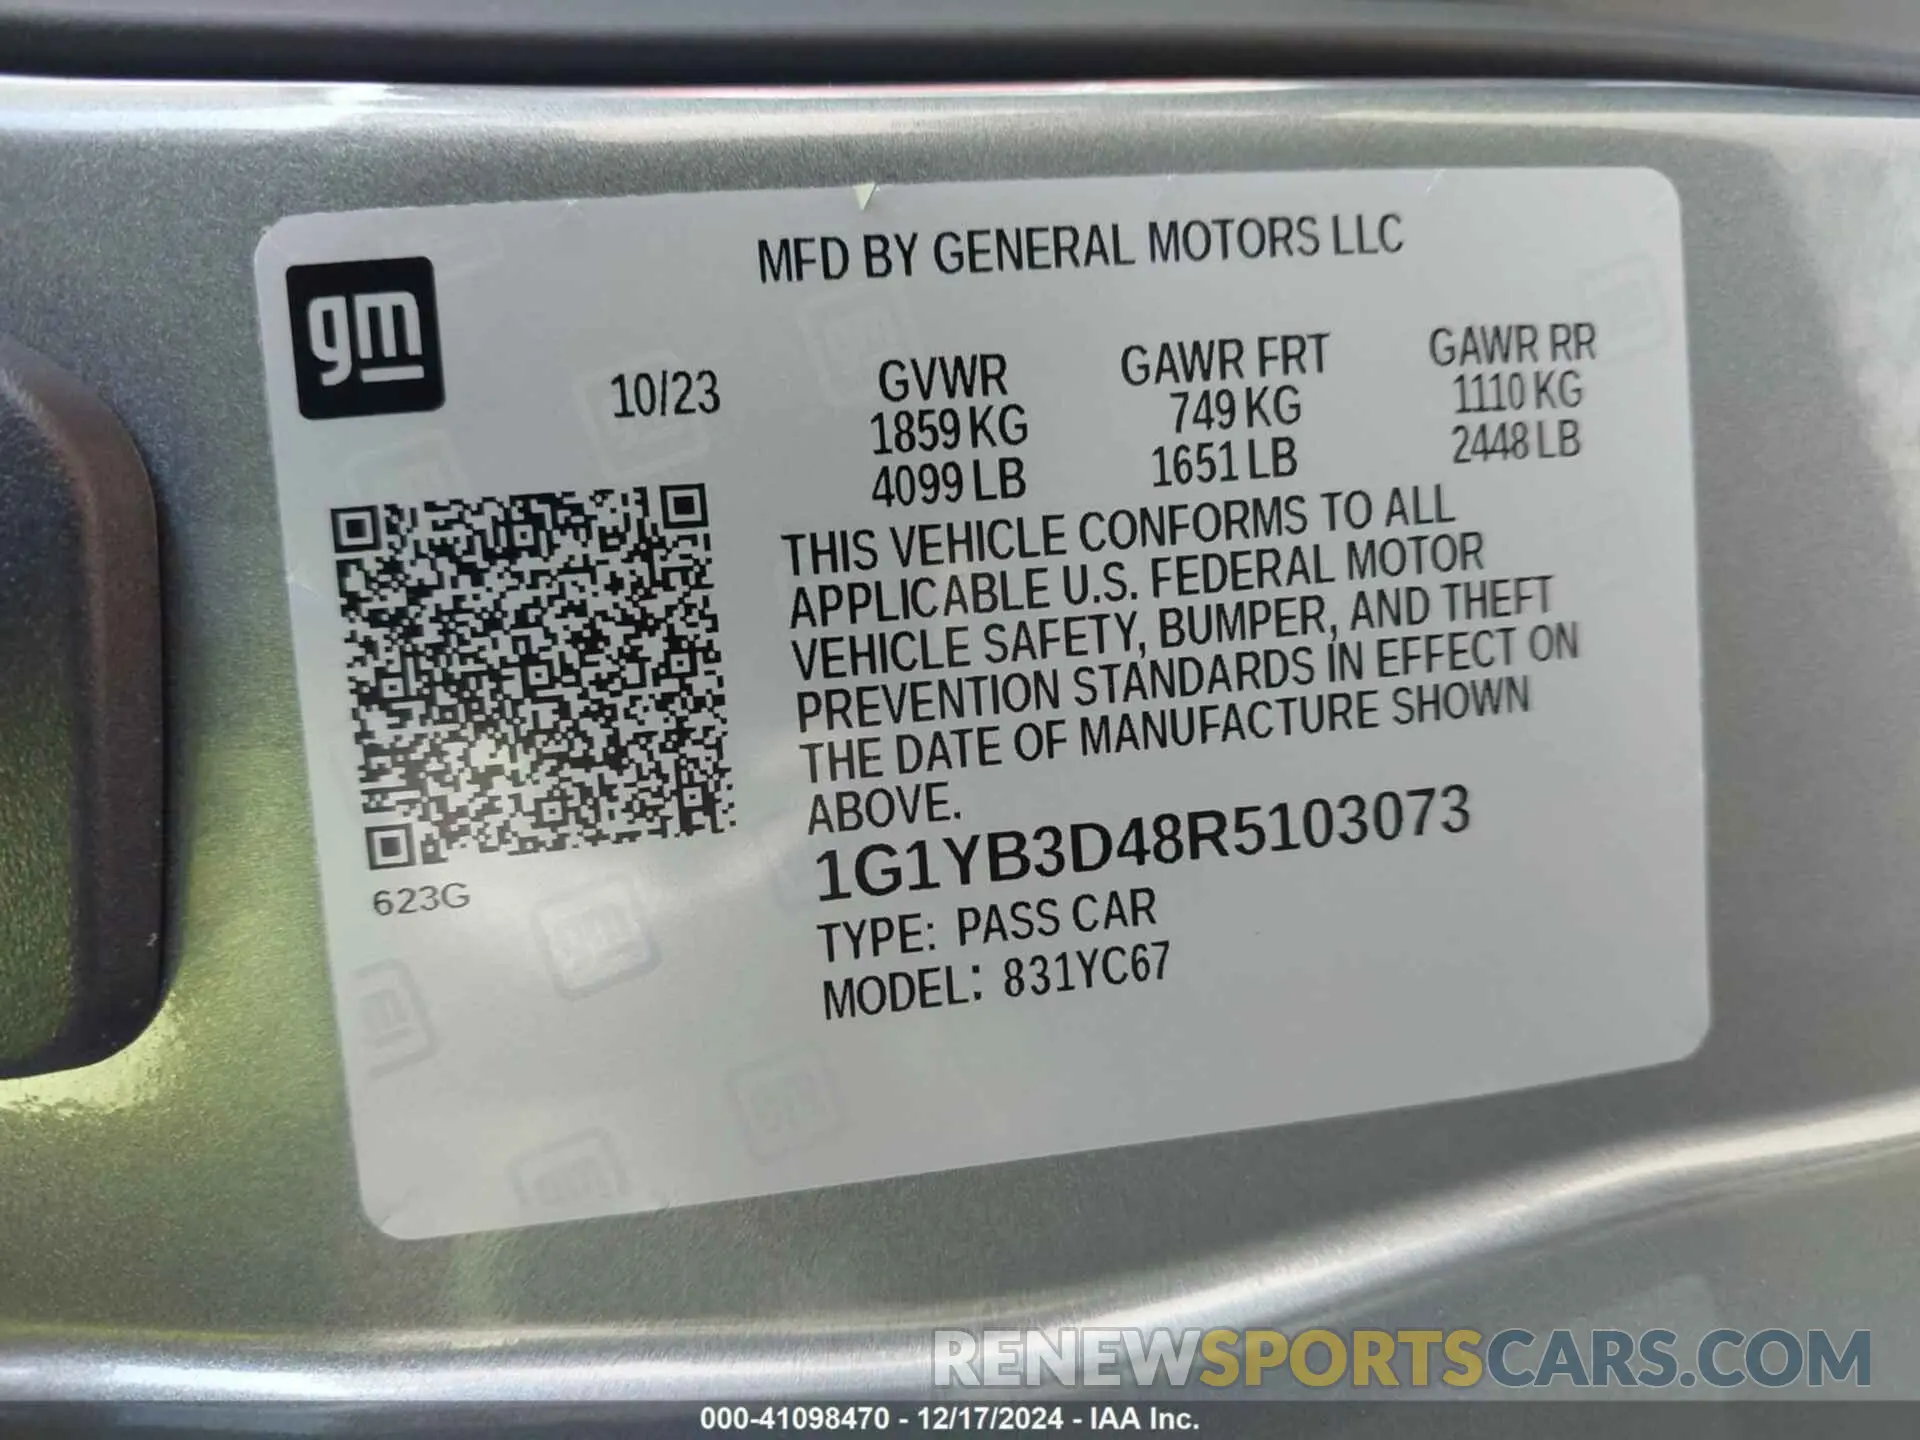 MFD BY GENERAL MOTORS LLC
gm
10/23
GVWR
1859 KG
4099 LB
GAWR FRT
749 KG
1651 LB
GAWR RR
1110 KG
2448 LB
THIS VEHICLE CONFORMS TO ALL
APPLICABLE U.S. FEDERAL MOTOR
VEHICLE SAFETY, BUMPER, AND THEFT
PREVENTION STANDARDS IN EFFECT ON
THE DATE OF MANUFACTURE SHOWN
ABOVE.
1G1YB3D48R5103073
TYPE: PASS CAR
MODEL: 831YC67
623G
RENEWSPORTSCARS.COM
000-41098470 - 12/17/2024 - IAA Inc.